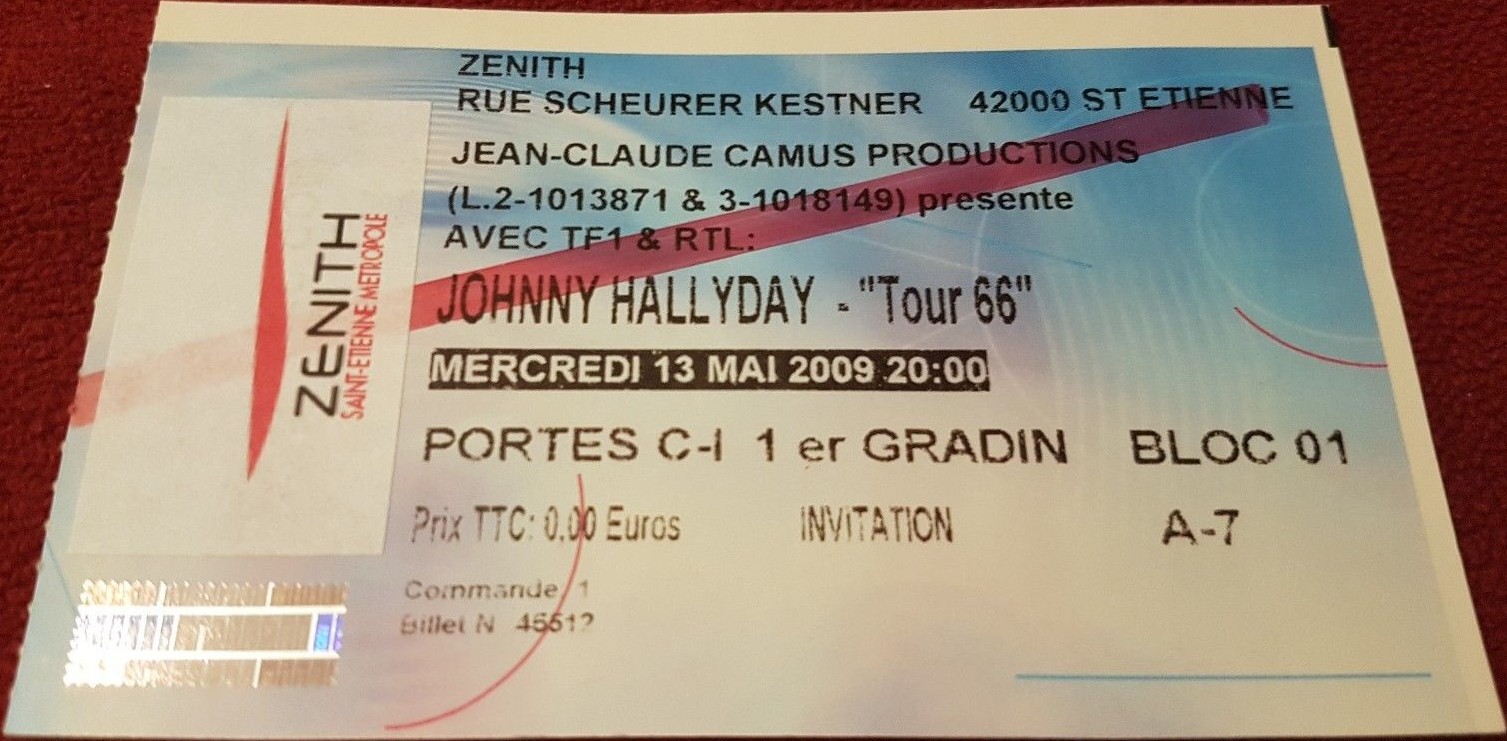 ZENITH
RUE SCHEURER KESTNER 42000 ST ETIENNE
JEAN-CLAUDE CAMUS PRODUCTIONS
(L.2-1013871 & 3-1018149) presente
AVEC TF1 & RTL:
JOHNNY HALLYDAY - "Tour 66"
MERCREDI 13 MAI 2009 20:00
PORTES C-I 1 er GRADIN BLOC 01
Prix TTC: 0,00 Euros INVITATION A-7
Commande 1
Billet N 45512
ZENITH
SAINT-ETIENNE METROPOLE